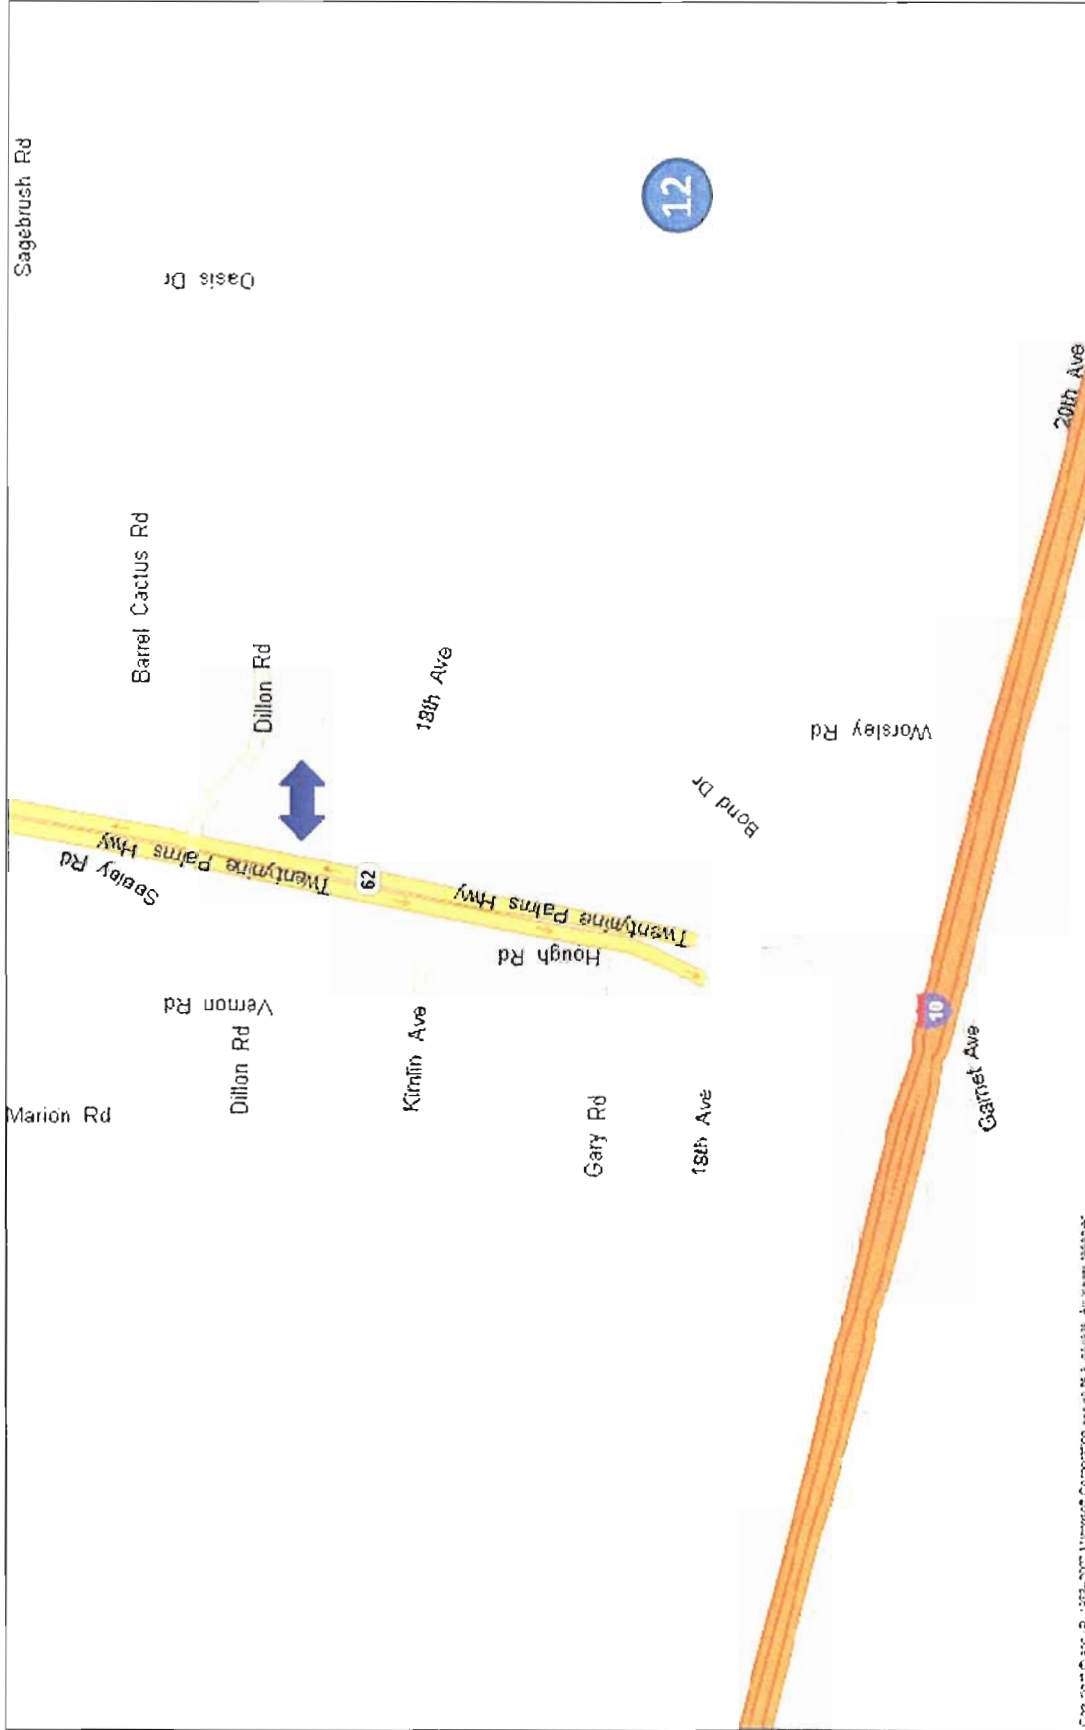 Sagebrush Rd
Oasis Dr
12
20th Ave
Barrel Cactus Rd
Dillon Rd
18th Ave
Worsley Rd
Bond Dr
Seeley Rd
Twentynine Palms Hwy
62
Twentynine Palms Hwy
Hough Rd
Vernon Rd
Dillon Rd
Marion Rd
Kimlin Ave
Gary Rd
18th Ave
10
Garnet Ave